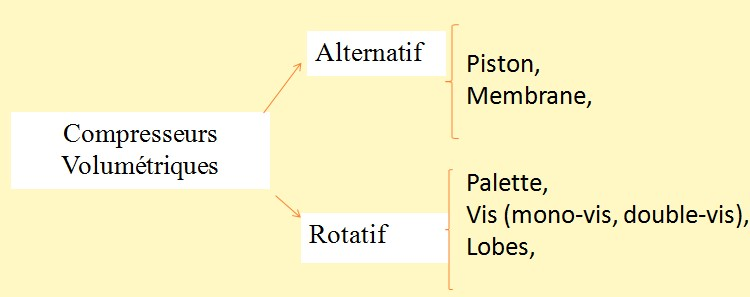 Compresseurs
Volumétriques
Alternatif
Piston,
Membrane,
Rotatif
Palette,
Vis (mono-vis, double-vis),
Lobes,